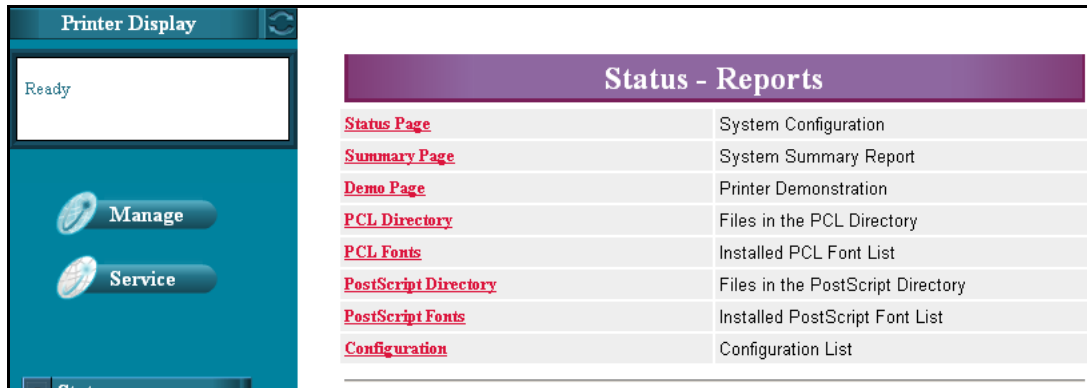 Printer Display
Ready
Manage
Service
Status - Reports
Status Page System Configuration
Summary Page System Summary Report
Demo Page Printer Demonstration
PCL Directory Files in the PCL Directory
PCL Fonts Installed PCL Font List
PostScript Directory Files in the PostScript Directory
PostScript Fonts Installed PostScript Font List
Configuration Configuration List